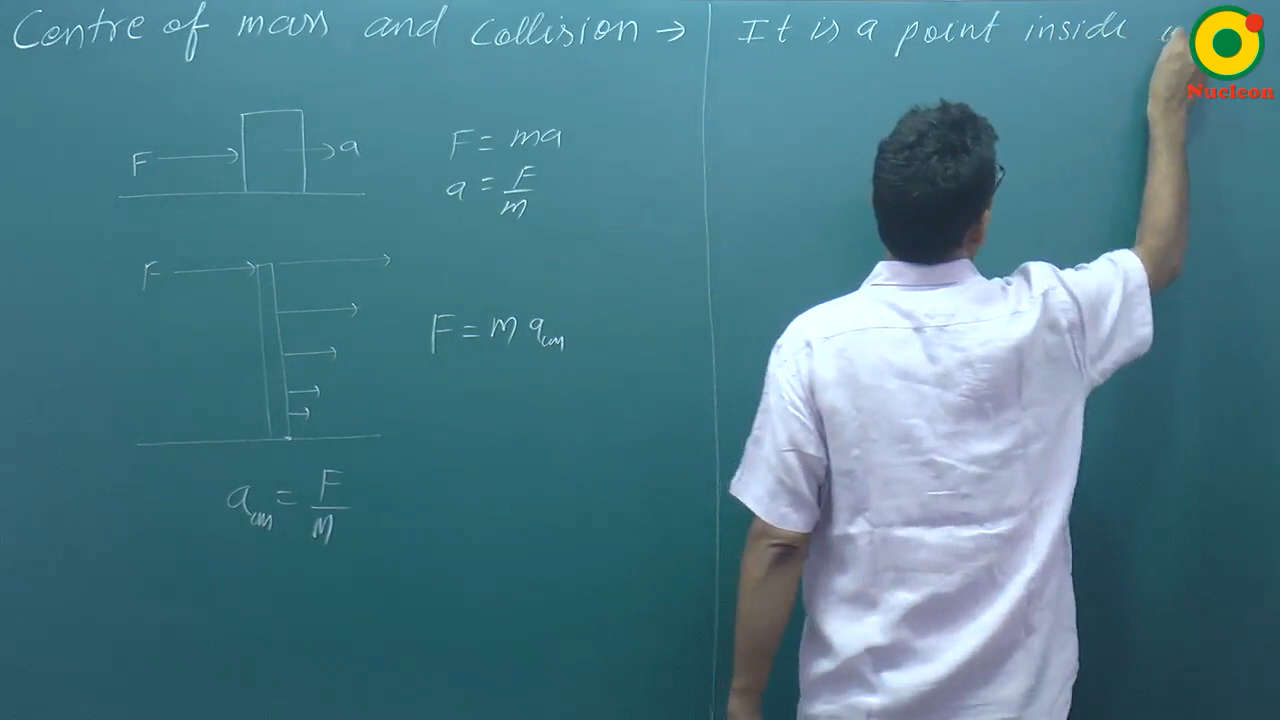 Centre of mass and collision →
F → a
F = ma
a = F/m
F
F = m a_cm
a_cm = F/M
It is a point inside
Nucleon